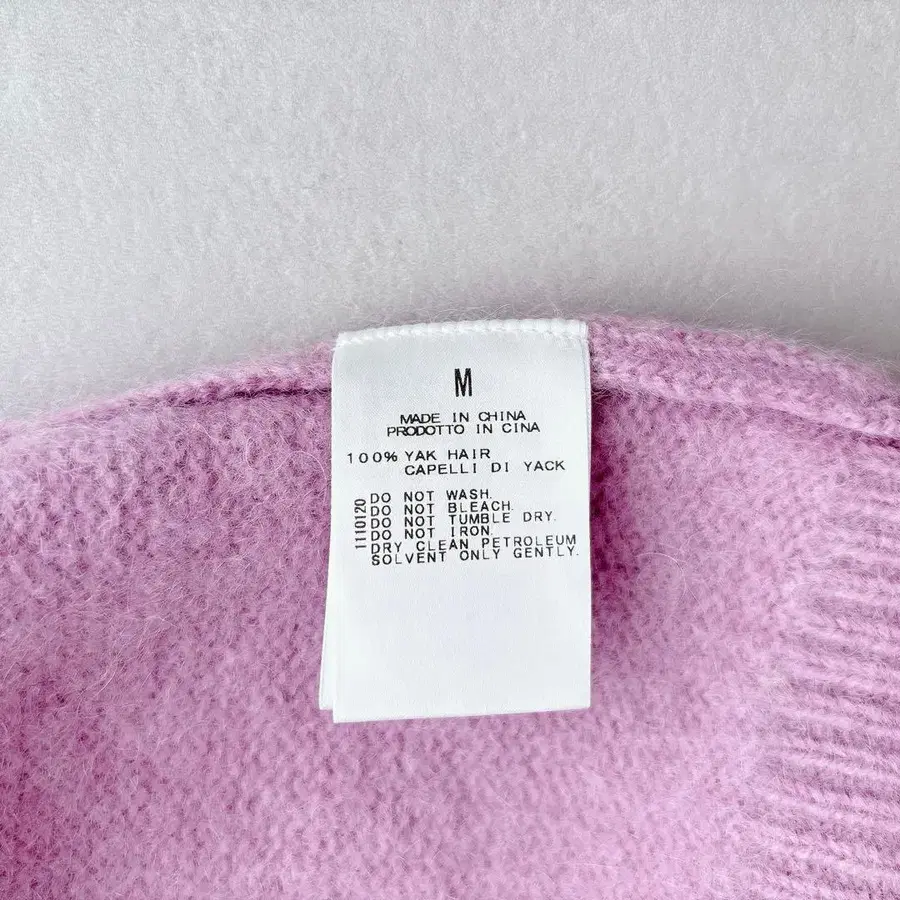 M
MADE IN CHINA
PRODOTTO IN CINA
100% YAK HAIR
CAPELLI DI YACK
1110120
DO NOT WASH.
DO NOT BLEACH.
DO NOT TUMBLE DRY.
DO NOT IRON.
DRY CLEAN PETROLEUM
SOLVENT ONLY GENTLY.